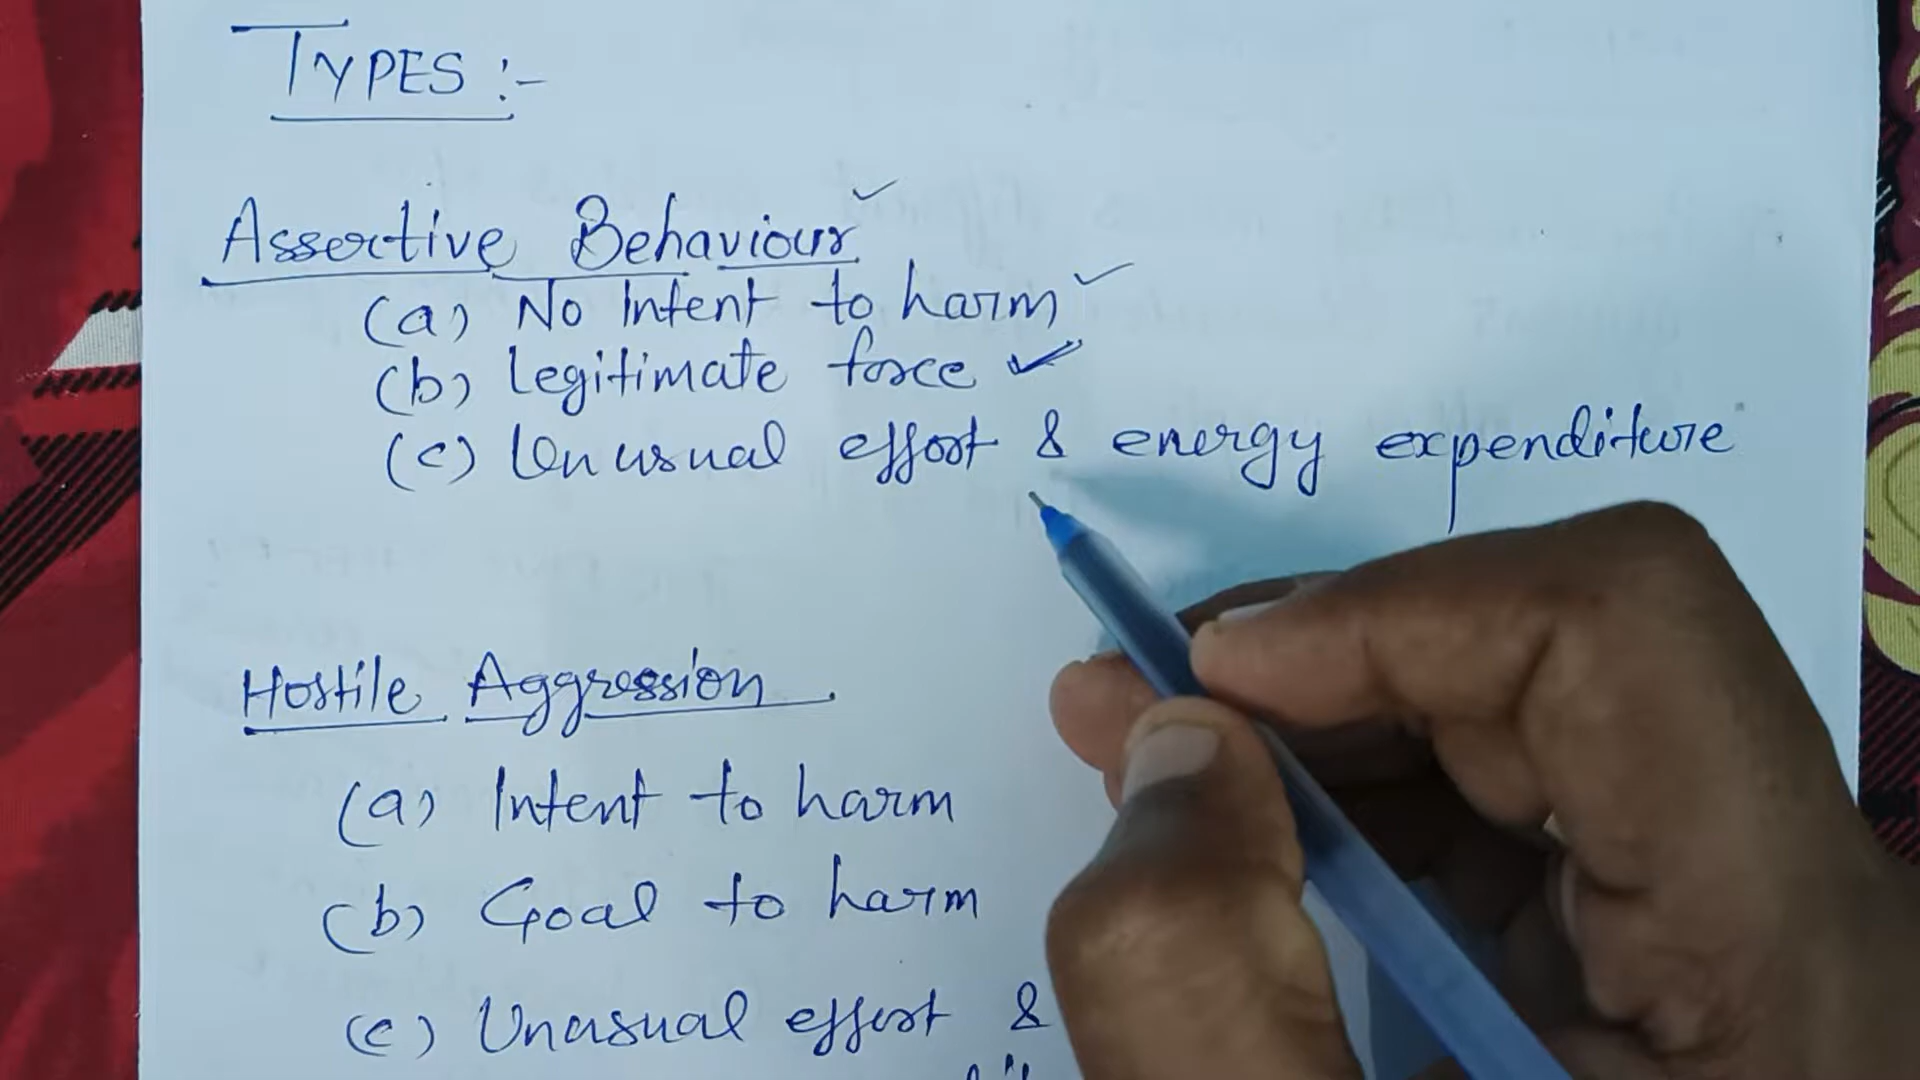 TYPES :-
Assertive Behaviour
(a) No Intent to harm
(b) Legitimate force
(c) Unusual effort & energy expenditure
Hostile Aggression
(a) Intent to harm
(b) Goal to harm
(c) Unusual effort &